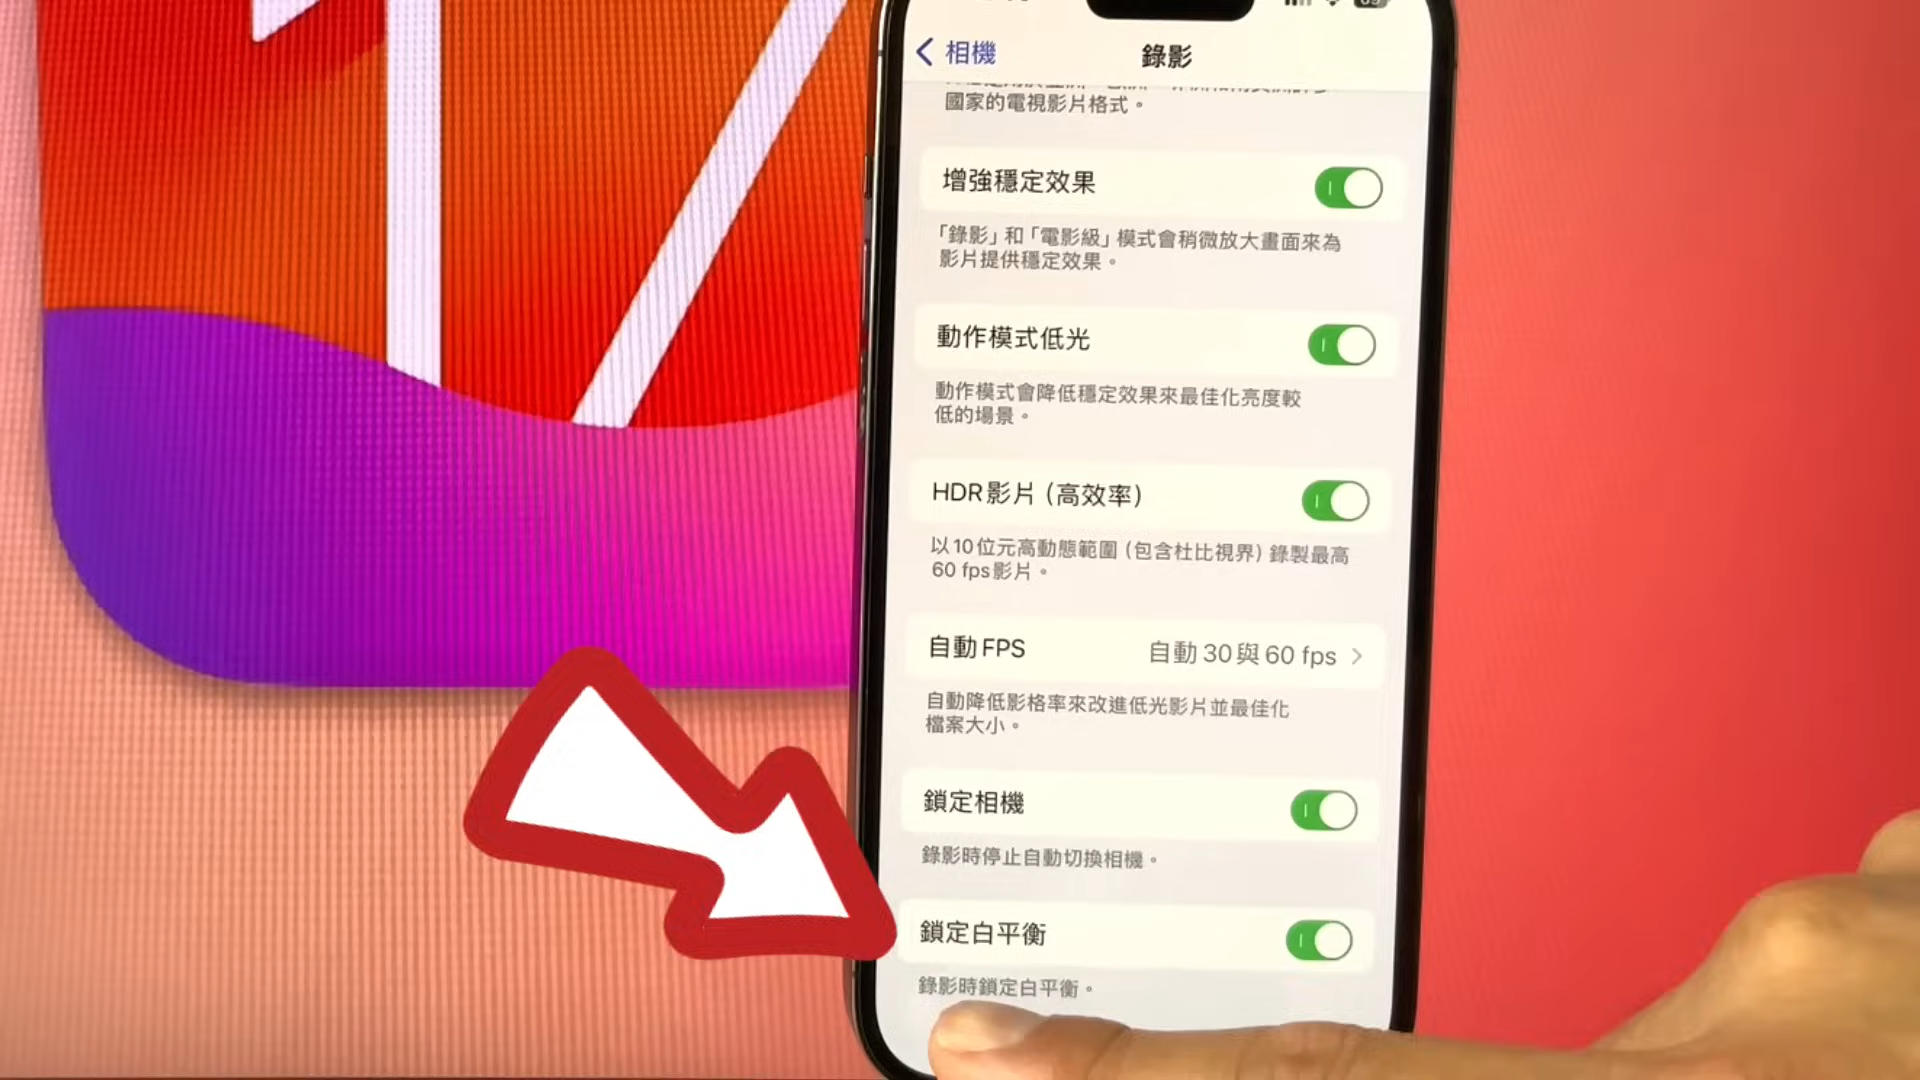 17
相機
錄影
國家的電視影片格式。
增強穩定效果
「錄影」和「電影級」模式會稍微放大畫面來為
影片提供穩定效果。
動作模式低光
動作模式會降低穩定效果來最佳化亮度較
低的場景。
HDR影片（高效率）
以10位元高動態範圍（包含杜比視界）錄製最高
60 fps影片。
自動FPS 自動 30 與 60 fps
自動降低影格率來改進低光影片並最佳化
檔案大小。
鎖定相機
錄影時停止自動切換相機。
鎖定白平衡
錄影時鎖定白平衡。